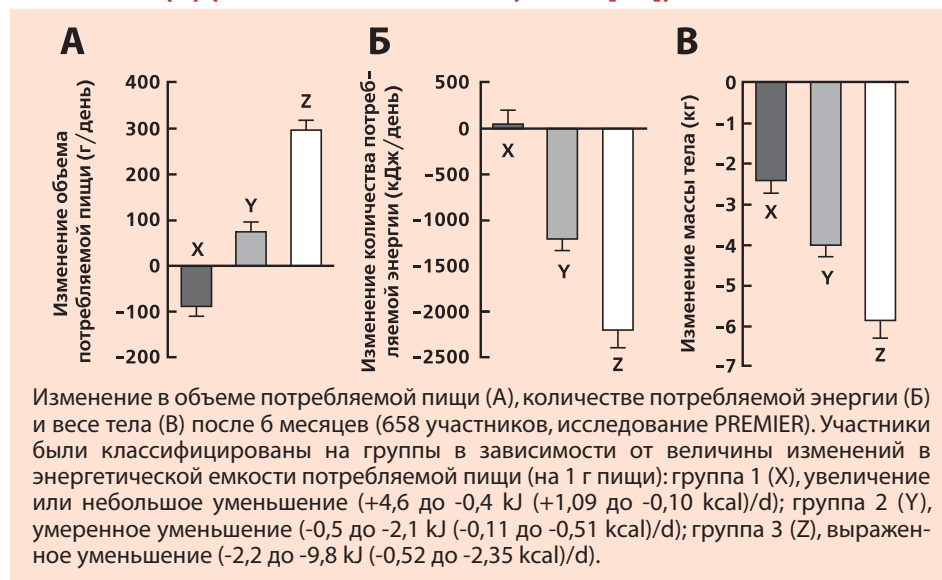 А
Б
В
Изменение объема
потребляемой пищи (г/день)
400
300
200
100
0
-100
-200
X
Y
Z
Изменение количества потреб-
ляемой энергии (кДж/день)
500
0
-500
-1000
-1500
-2000
-2500
X
Y
Z
Изменение массы тела (кг)
0
-1
-2
-3
-4
-5
-6
-7
X
Y
Z
Изменение в объеме потребляемой пищи (А), количестве потребляемой энергии (Б)
и весе тела (В) после 6 месяцев (658 участников, исследование PREMIER). Участники
были классифицированы на группы в зависимости от величины изменений в
энергетической емкости потребляемой пищи (на 1 г пищи): группа 1 (X), увеличение
или небольшое уменьшение (+4,6 до -0,4 kJ (+1,09 до -0,10 kcal)/d); группа 2 (Y),
умеренное уменьшение (-0,5 до -2,1 kJ (-0,11 до -0,51 kcal)/d); группа 3 (Z), выражен-
ное уменьшение (-2,2 до -9,8 kJ (-0,52 до -2,35 kcal)/d).